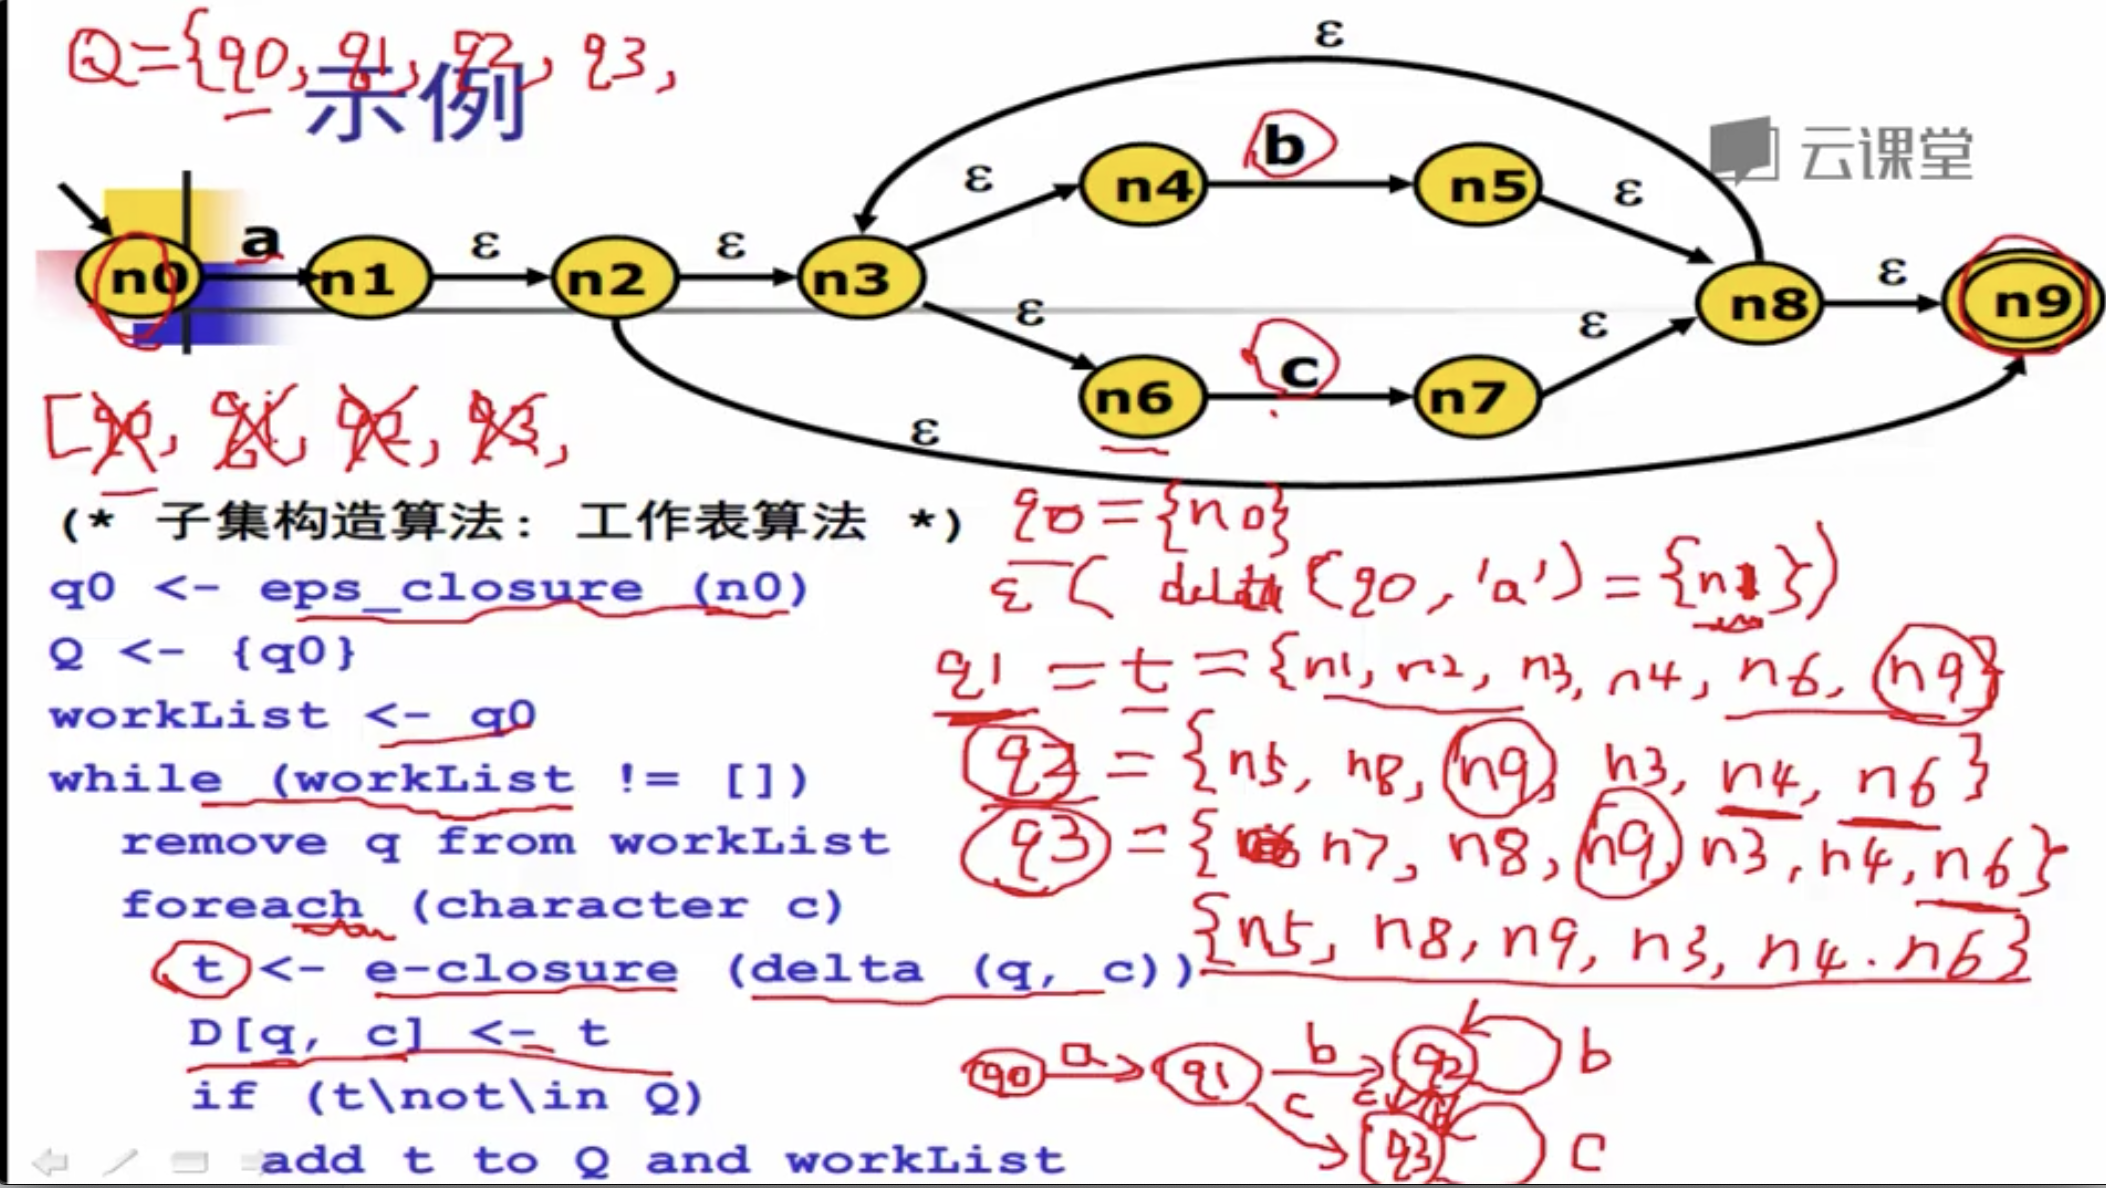 Q={q0, q1, q2, q3,
示例
云课堂
ε
ε b ε
n4 n5
a ε ε ε
n0 n1 n2 n3 n8 n9
ε c ε
n6 n7
ε
[q0, q1, q2, q3,
(* 子集构造算法: 工作表算法 *)
q0={n0}
q0 <- eps_closure (n0)
ε( delta(q0, 'a') = {n1})
Q <- {q0}
q1 = t = {n1, n2, n3, n4, n6, n9}
workList <- q0
q2 = {n5, n8, n9, n3, n4, n6}
while (workList != [])
q3 = { n7, n8, n9, n3, n4, n6}
remove q from workList
foreach (character c)
{n5, n8, n9, n3, n4. n6}
t <- e-closure (delta (q, c))
D[q, c] <- t
q0 a q1 b q2 b
if (t\not\in Q)
c c q3 c
add t to Q and workList